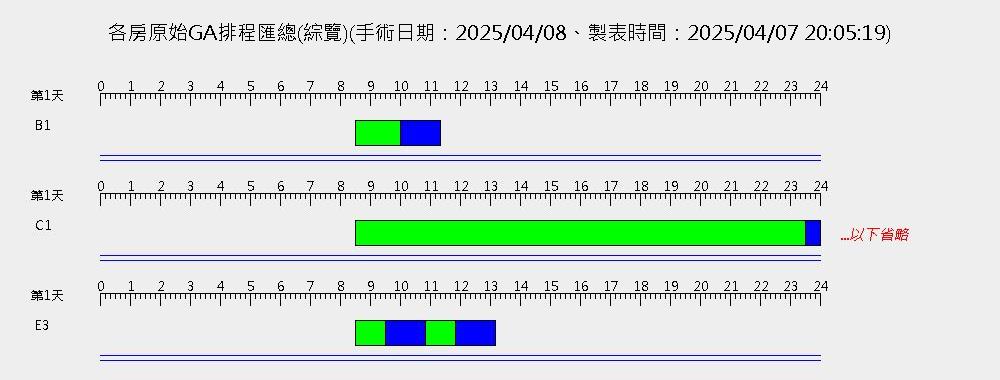 各房原始GA排程匯總(綜覽)(手術日期：2025/04/08、製表時間：2025/04/07 20:05:19)
第1天 0 1 2 3 4 5 6 7 8 9 10 11 12 13 14 15 16 17 18 19 20 21 22 23 24
B1
第1天 0 1 2 3 4 5 6 7 8 9 10 11 12 13 14 15 16 17 18 19 20 21 22 23 24
C1 ...以下省略
第1天 0 1 2 3 4 5 6 7 8 9 10 11 12 13 14 15 16 17 18 19 20 21 22 23 24
E3